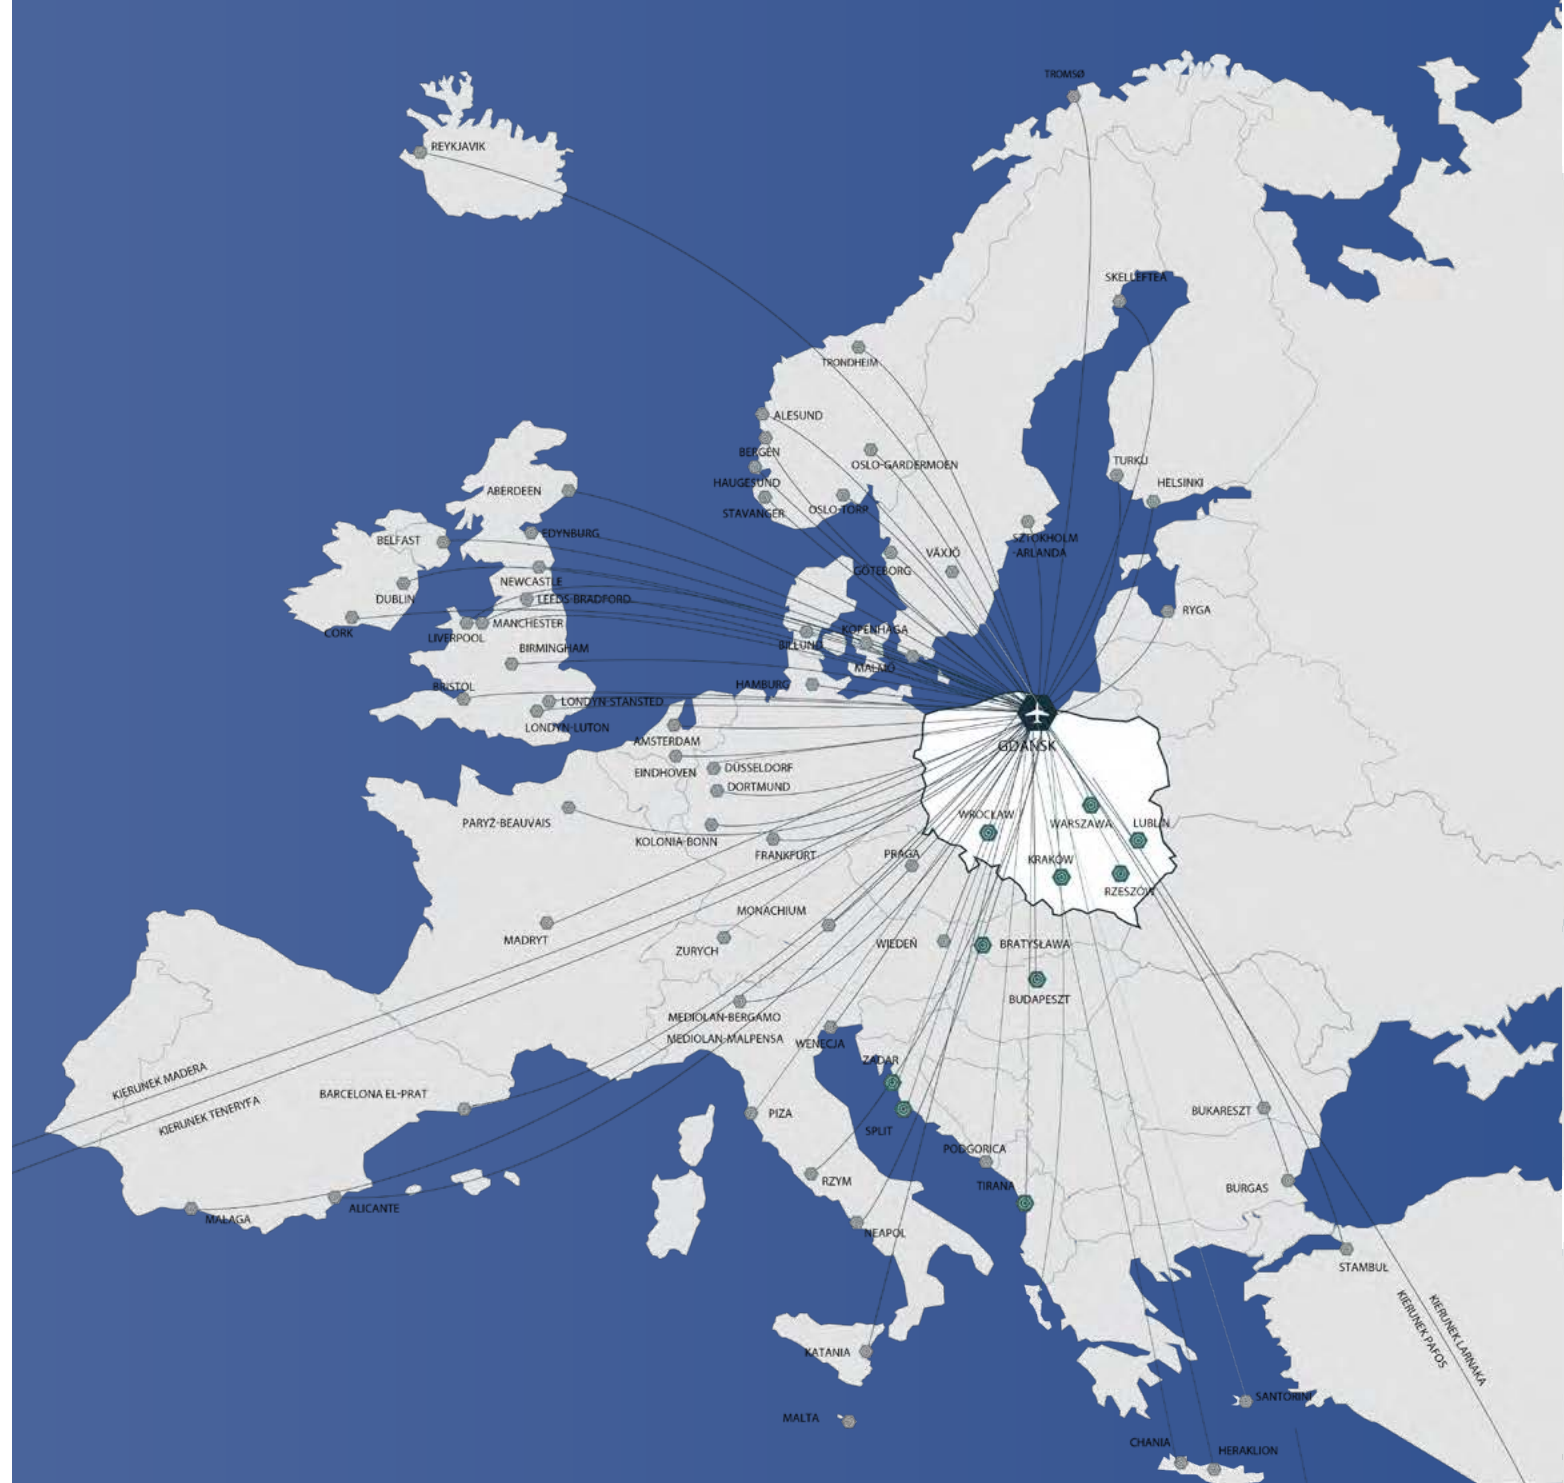 TROMSØ
REYKJAVIK
SKELLEFTEA
TRONDHEIM
ALESUND
BERGEN
OSLO-GARDERMOEN
TURKU
HAUGESUND
HELSINKI
ABERDEEN
STAVANGER
OSLO-TORP
EDYNBURG
BELFAST
SZTOKHOLM
-ARLANDA
VÄXJÖ
GÖTEBORG
NEWCASTLE
DUBLIN
LEEDS-BRADFORD
RYGA
CORK
LIVERPOOL
MANCHESTER
KOPENHAGA
BILLUND
BIRMINGHAM
MALMÖ
BRISTOL
HAMBURG
LONDYN-STANSTED
LONDYN-LUTON
AMSTERDAM
GDAŃSK
EINDHOVEN
DÜSSELDORF
DORTMUND
PARYŻ-BEAUVAIS
WROCŁAW
WARSZAWA
LUBLIN
KOLONIA-BONN
FRANKFURT
PRAGA
KRAKÓW
RZESZÓW
MONACHIUM
MADRYT
ZURYCH
WIEDEŃ
BRATYSŁAWA
BUDAPESZT
MEDIOLAN-BERGAMO
MEDIOLAN-MALPENSA
WENECJA
ZADAR
KIERUNEK MADERA
BARCELONA EL-PRAT
KIERUNEK TENERYFA
PIZA
BUKARESZT
SPLIT
PODGORICA
RZYM
TIRANA
BURGAS
MALAGA
ALICANTE
NEAPOL
STAMBUŁ
KIERUNEK LARNAKA
KIERUNEK PAFOS
KATANIA
SANTORINI
MALTA
CHANIA
HERAKLION